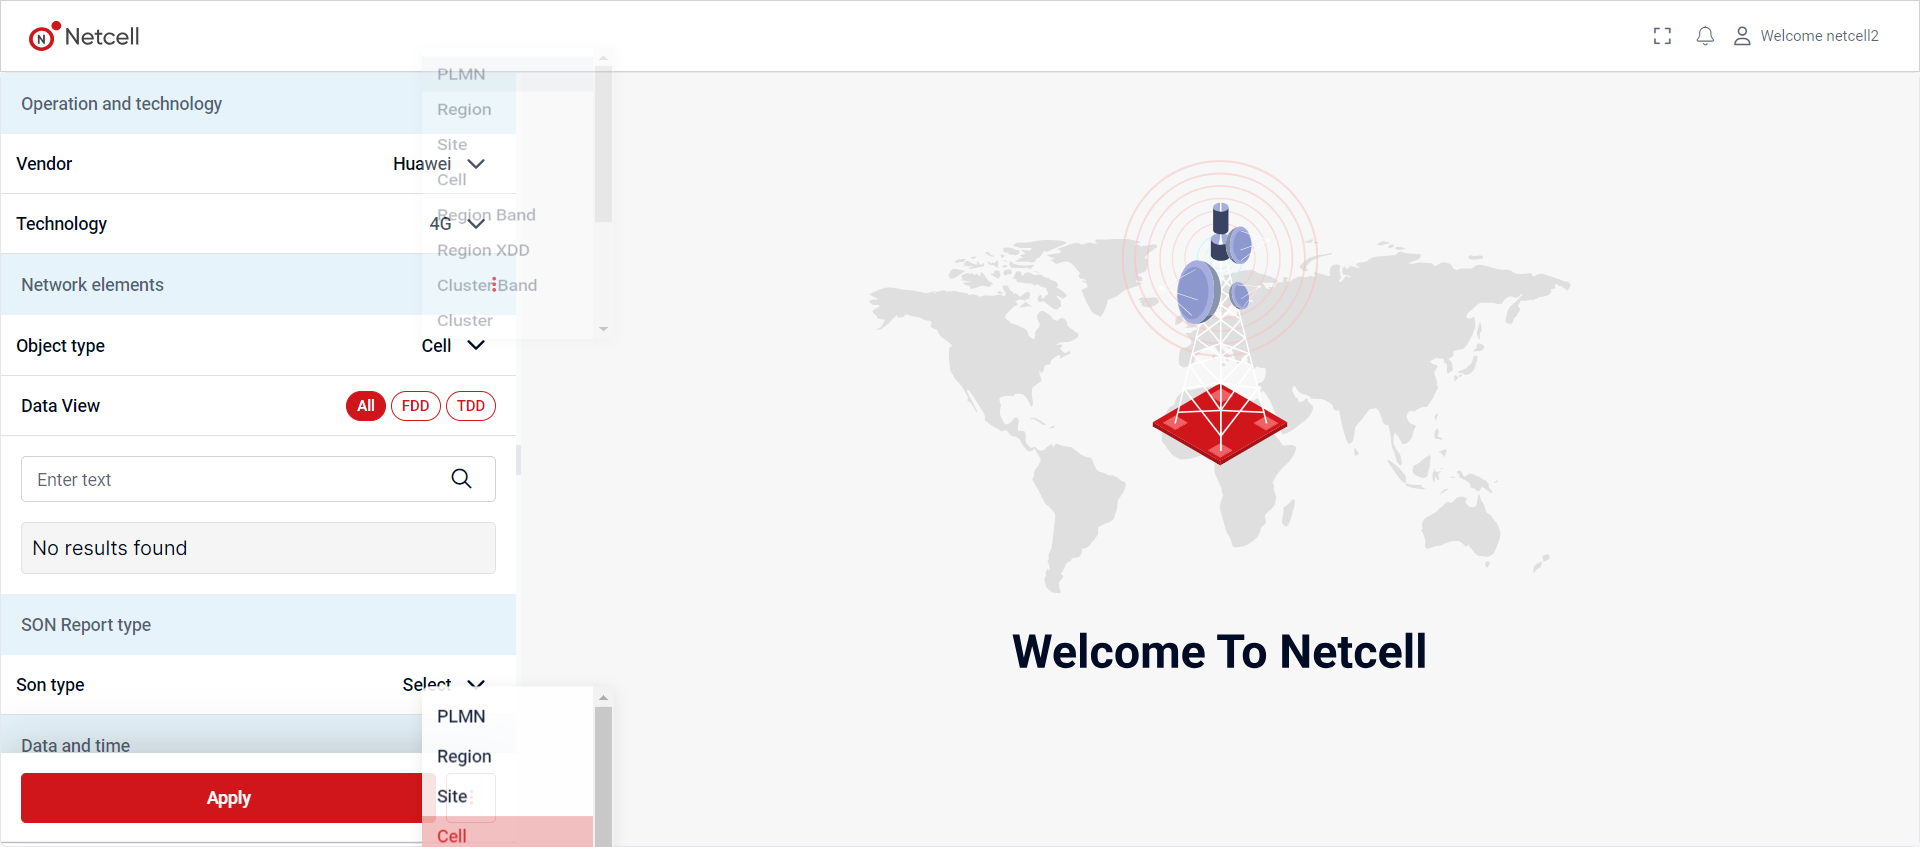 N Netcell
Welcome netcell2
Operation and technology
Vendor
Huawei
Technology
4G
Network elements
Object type
Cell
Data View
All
FDD
TDD
Enter text
No results found
SON Report type
Son type
Select
Data and time
Apply
PLMN
Region
Site
Cell
Region Band
Region XDD
Cluster Band
Cluster
PLMN
Region
Site
Cell
Welcome To Netcell